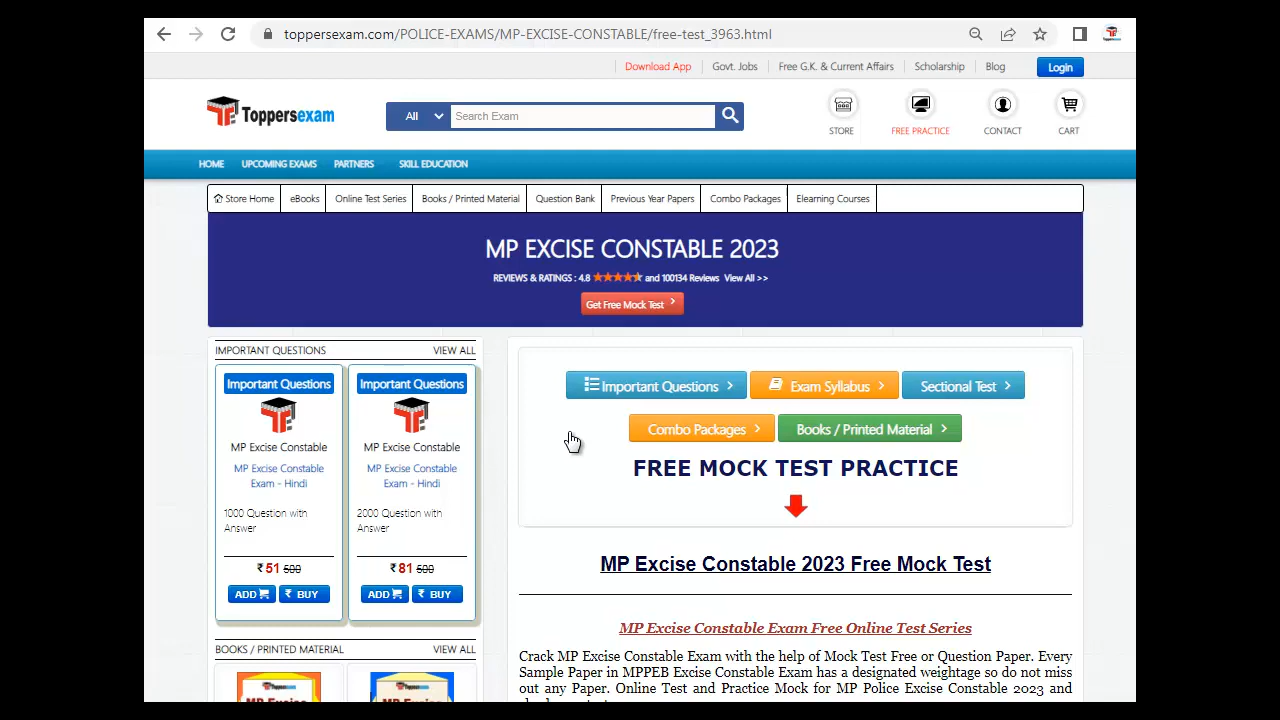 toppersexam.com/POLICE-EXAMS/MP-EXCISE-CONSTABLE/free-test_3963.html
Download App Govt. Jobs Free G.K. & Current Affairs Scholarship Blog Login
Toppersexam All Search Exam
STORE FREE PRACTICE CONTACT CART
HOME UPCOMING EXAMS PARTNERS SKILL EDUCATION
Store Home eBooks Online Test Series Books / Printed Material Question Bank Previous Year Papers Combo Packages Elearning Courses
MP EXCISE CONSTABLE 2023
REVIEWS & RATINGS : 4.8 and 100134 Reviews View All >>
Get Free Mock Test
IMPORTANT QUESTIONS VIEW ALL
Important Questions
MP Excise Constable
MP Excise Constable
Exam - Hindi
1000 Question with
Answer
₹ 51 500
ADD ₹ BUY
Important Questions
MP Excise Constable
MP Excise Constable
Exam - Hindi
2000 Question with
Answer
₹ 81 500
ADD ₹ BUY
BOOKS / PRINTED MATERIAL VIEW ALL
Toppersexam
Toppersexam
Important Questions Exam Syllabus Sectional Test
Combo Packages Books / Printed Material
FREE MOCK TEST PRACTICE
MP Excise Constable 2023 Free Mock Test
MP Excise Constable Exam Free Online Test Series
Crack MP Excise Constable Exam with the help of Mock Test Free or Question Paper. Every
Sample Paper in MPPEB Excise Constable Exam has a designated weightage so do not miss
out any Paper. Online Test and Practice Mock for MP Police Excise Constable 2023 and